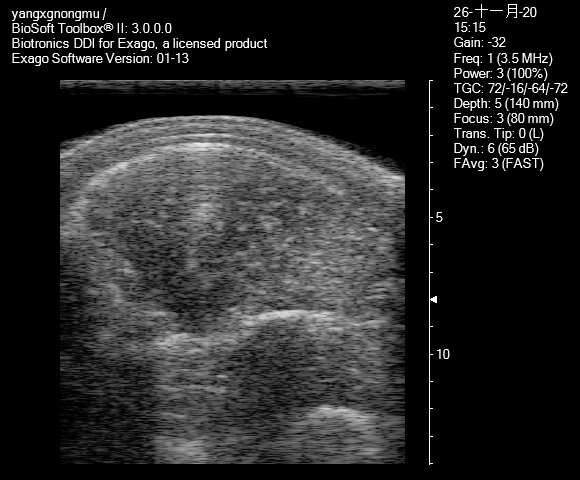 yangxgnongmu /
BioSoft Toolbox® II: 3.0.0.0
Biotronics DDI for Exago, a licensed product
Exago Software Version: 01-13
26-十一月-20
15:15
Gain: -32
Freq: 1 (3.5 MHz)
Power: 3 (100%)
TGC: 72/-16/-64/-72
Depth: 5 (140 mm)
Focus: 3 (80 mm)
Trans. Tip: 0 (L)
Dyn.: 6 (65 dB)
FAvg: 3 (FAST)
5
10